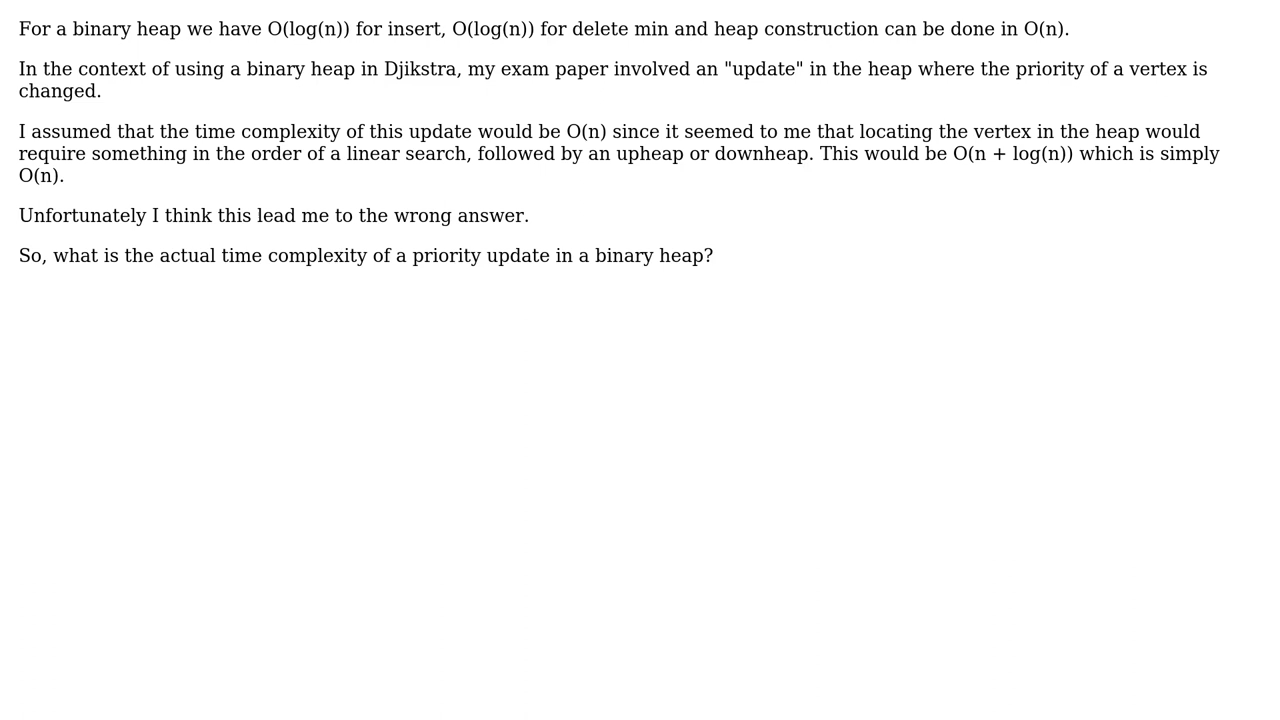 For a binary heap we have O(log(n)) for insert, O(log(n)) for delete min and heap construction can be done in O(n).
In the context of using a binary heap in Djikstra, my exam paper involved an "update" in the heap where the priority of a vertex is
changed.
I assumed that the time complexity of this update would be O(n) since it seemed to me that locating the vertex in the heap would
require something in the order of a linear search, followed by an upheap or downheap. This would be O(n + log(n)) which is simply
O(n).
Unfortunately I think this lead me to the wrong answer.
So, what is the actual time complexity of a priority update in a binary heap?